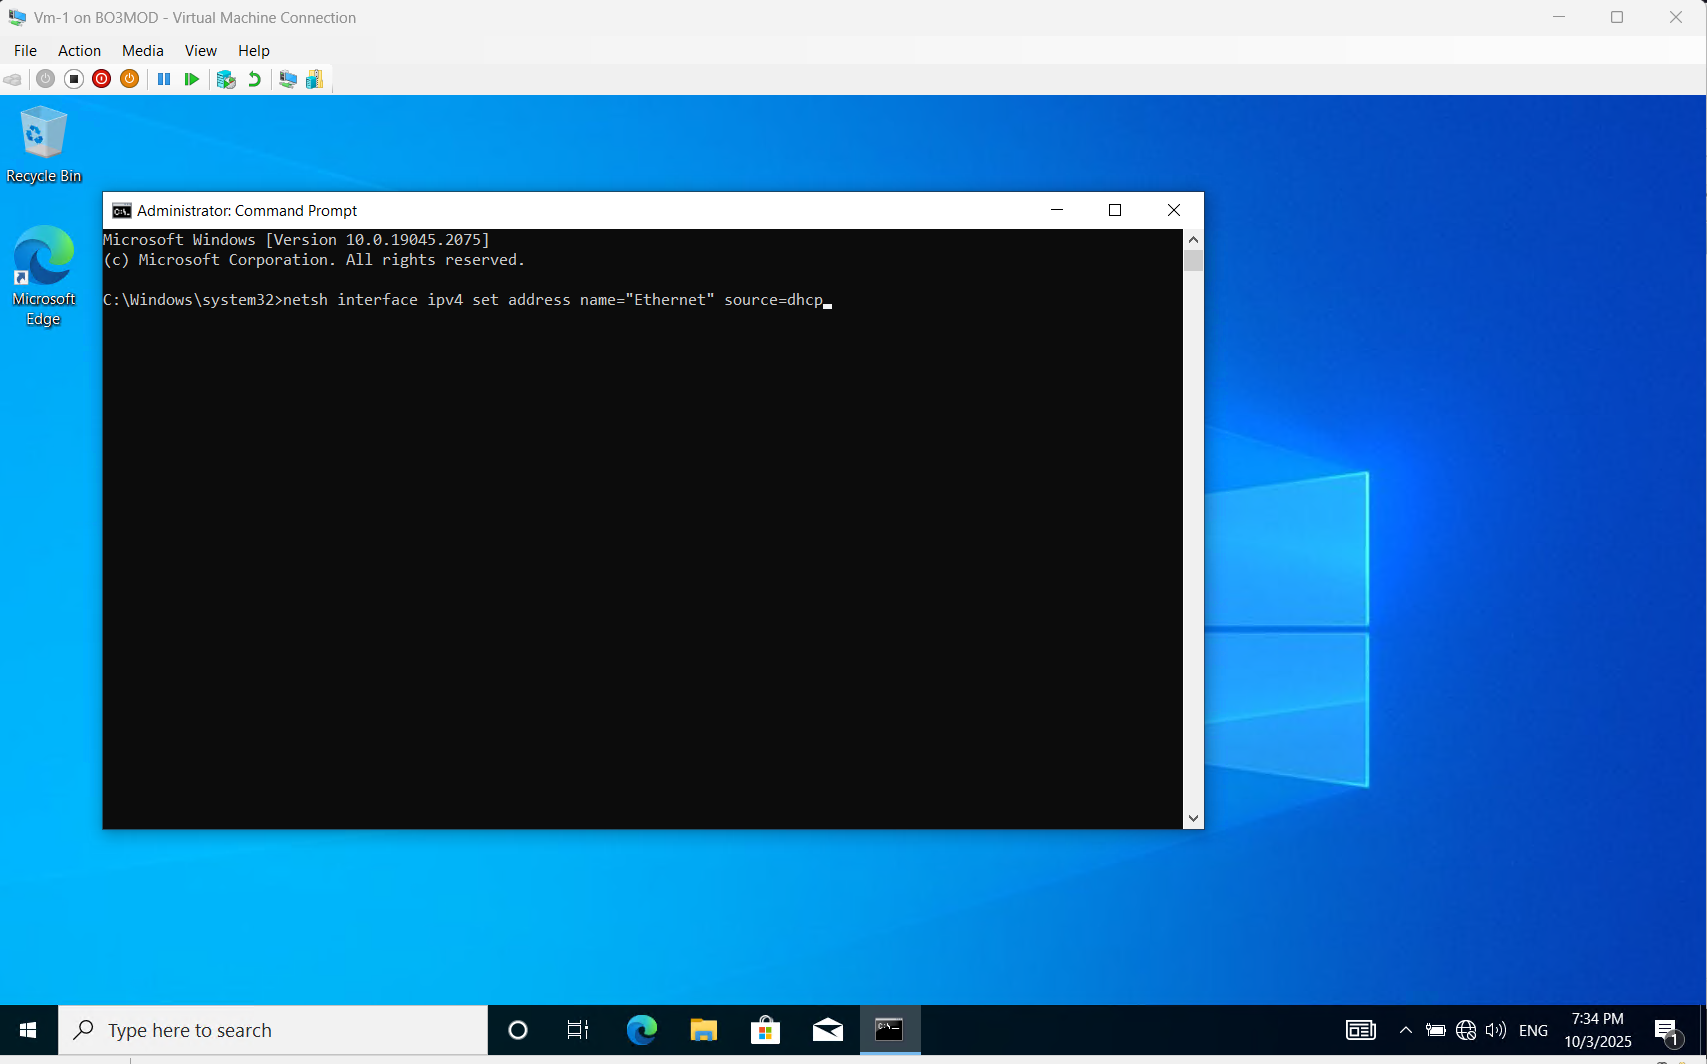 Vm-1 on BO3MOD - Virtual Machine Connection
File Action Media View Help
Recycle Bin
Microsoft
Edge
Administrator: Command Prompt
Microsoft Windows [Version 10.0.19045.2075]
(c) Microsoft Corporation. All rights reserved.
C:\Windows\system32>netsh interface ipv4 set address name="Ethernet" source=dhcp
Type here to search
ENG
7:34 PM
10/3/2025
1